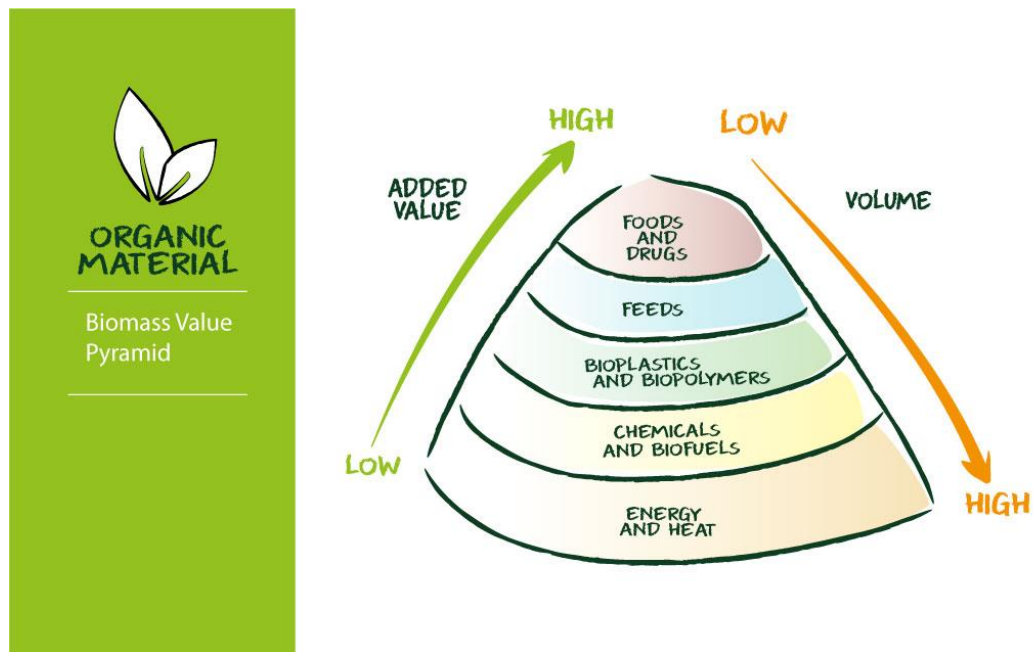 ORGANIC
MATERIAL
Biomass Value
Pyramid
HIGH
LOW
ADDED
VALUE
VOLUME
FOODS
AND
DRUGS
FEEDS
BIOPLASTICS
AND BIOPOLYMERS
CHEMICALS
AND BIOFUELS
LOW
HIGH
ENERGY
AND HEAT